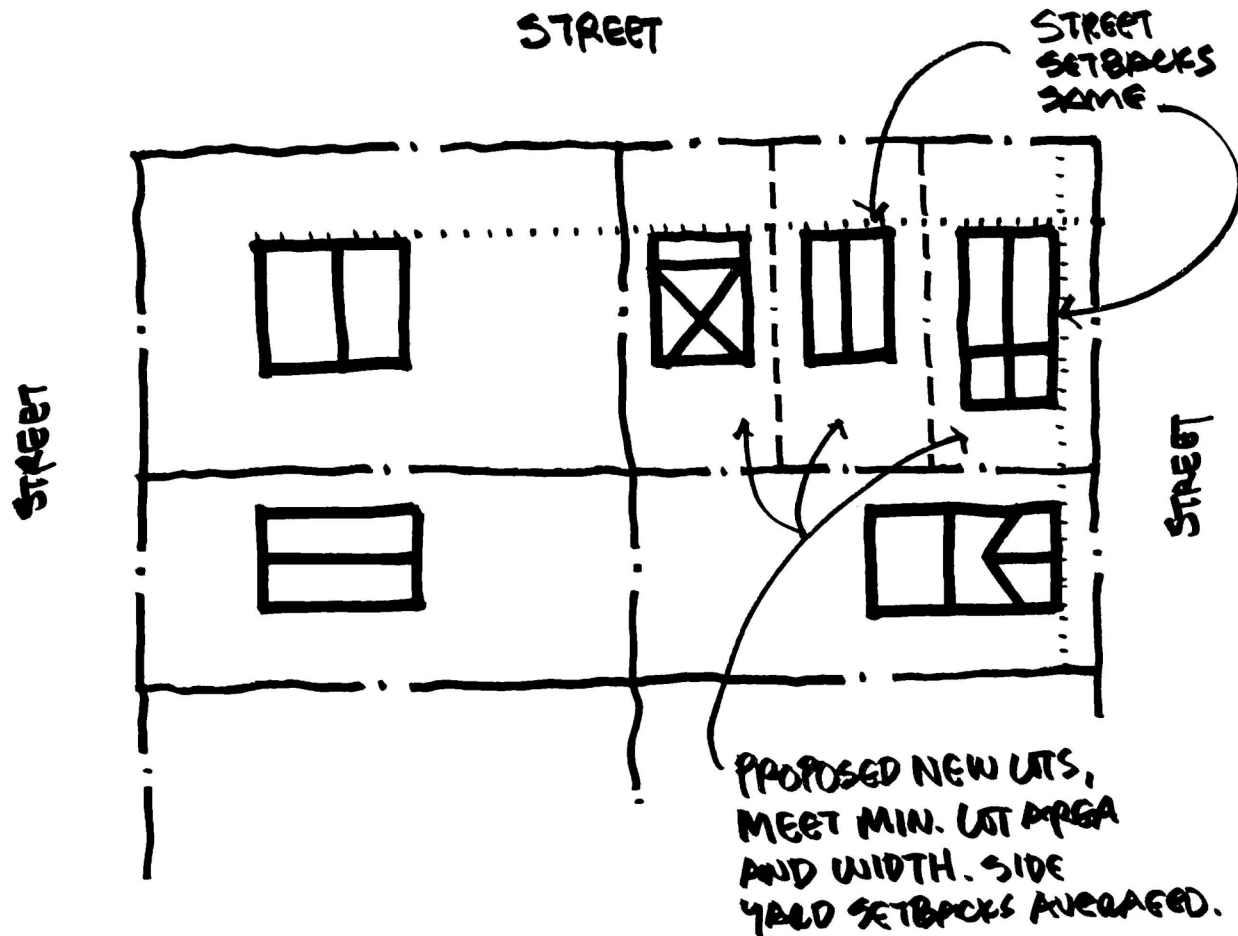 STREET
STREET
SETBACKS
SAME
STREET
STREET
PROPOSED NEW LOTS,
MEET MIN. LOT AREA
AND WIDTH. SIDE
YARD SETBACKS AVERAGED.